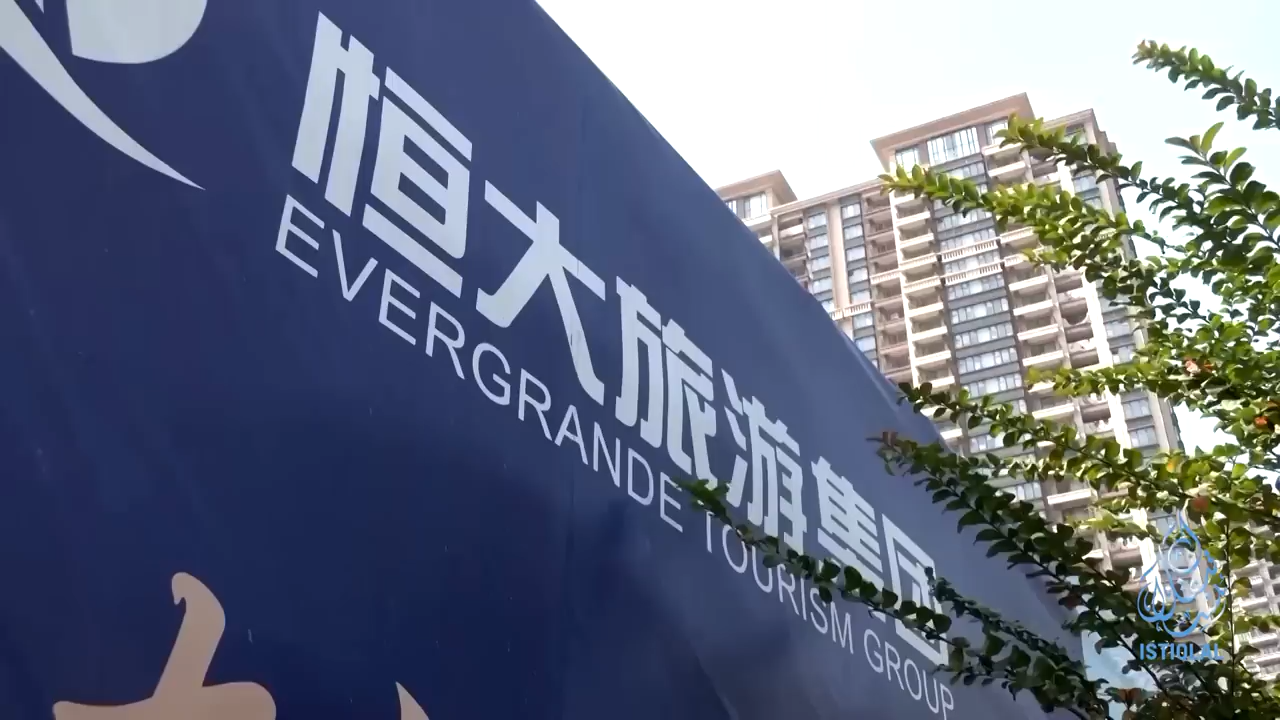 恒大旅游集团
EVERGRANDE TOURISM GROUP
ISTIQLAL